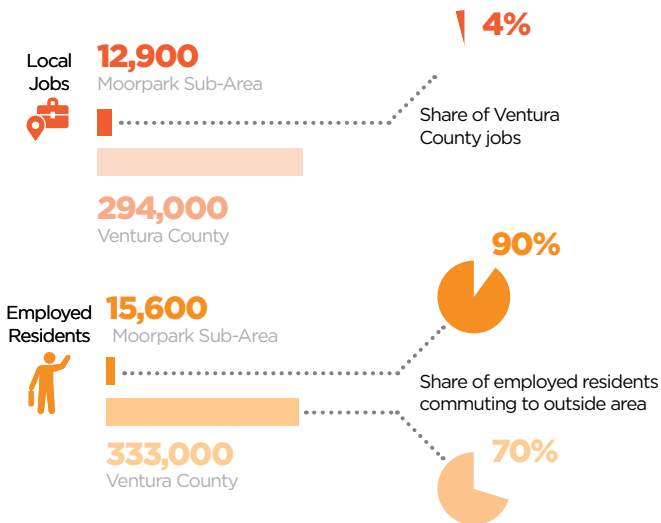 4%
12,900
Local
Jobs
Moorpark Sub-Area
Share of Ventura
County jobs
294,000
Ventura County
90%
15,600
Employed
Residents
Moorpark Sub-Area
Share of employed residents
commuting to outside area
333,000
Ventura County
70%